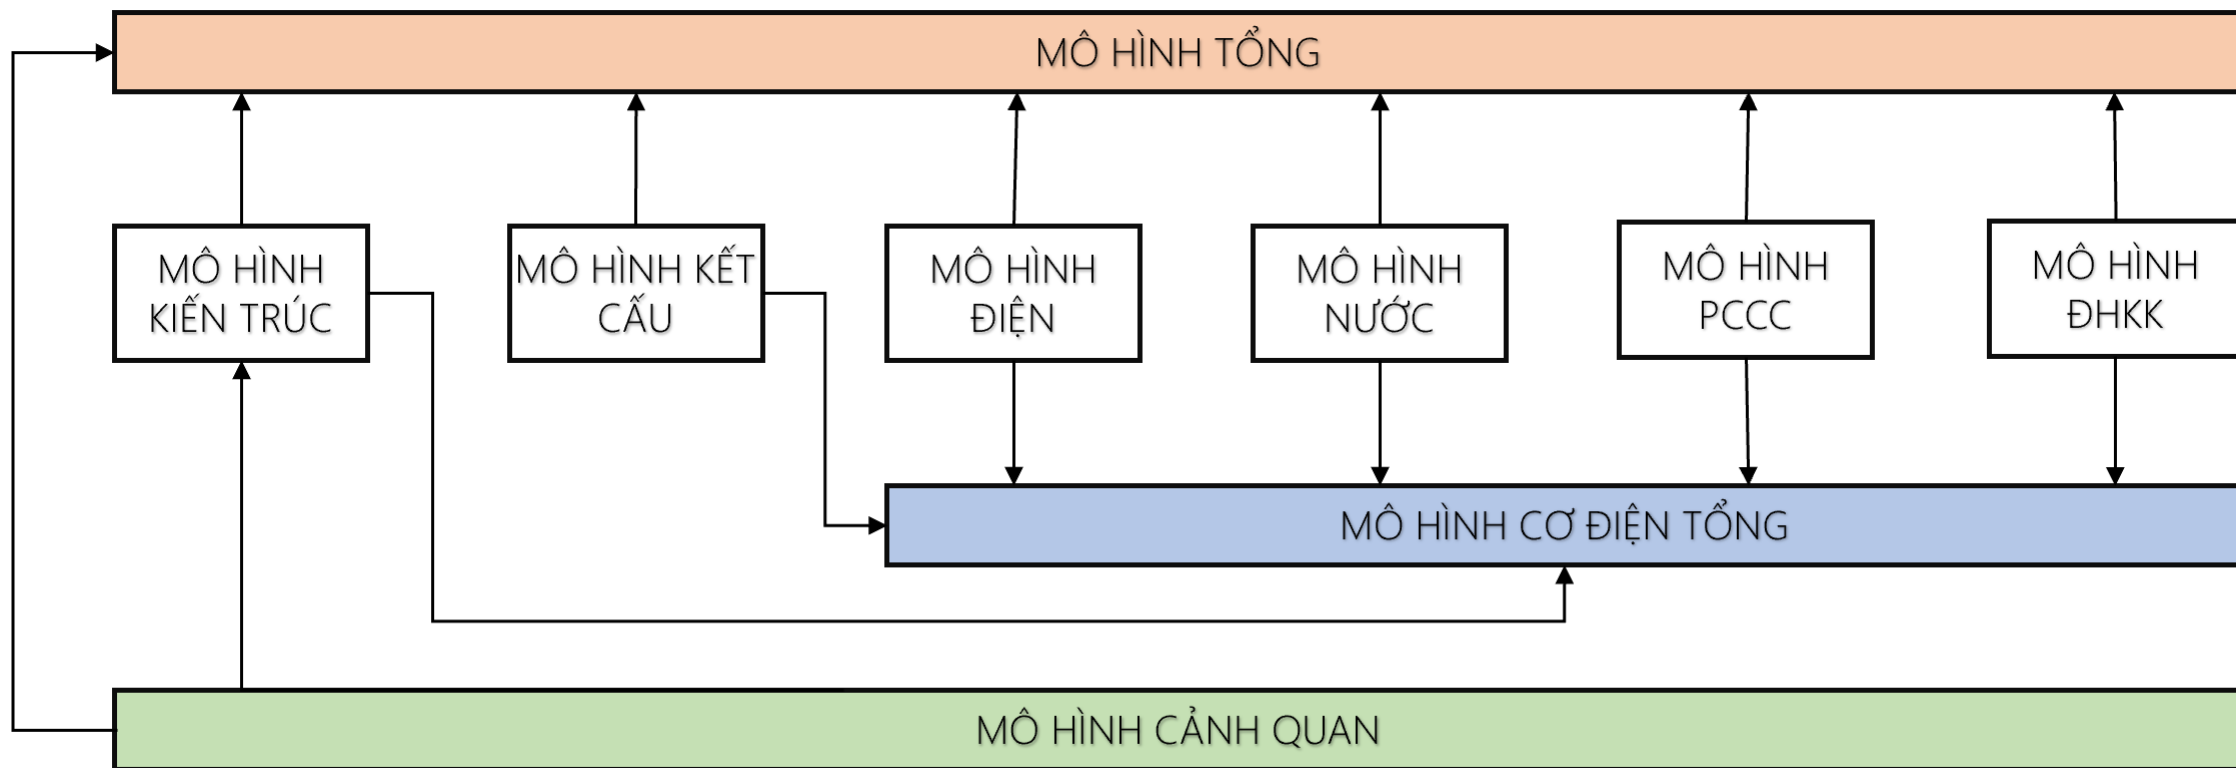 MÔ HÌNH TỔNG
MÔ HÌNH
KIẾN TRÚC
MÔ HÌNH KẾT
CẤU
MÔ HÌNH
ĐIỆN
MÔ HÌNH
NƯỚC
MÔ HÌNH
PCCC
MÔ HÌNH
ĐHKK
MÔ HÌNH CƠ ĐIỆN TỔNG
MÔ HÌNH CẢNH QUAN